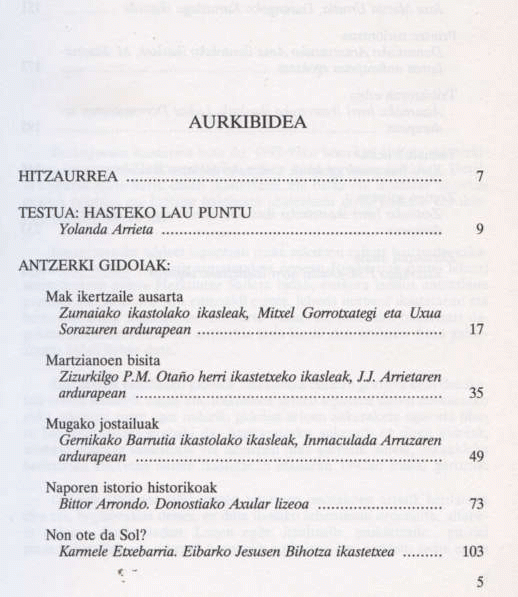 AURKIBIDEA
HITZAURREA ........ 7
TESTUA: HASTEKO LAU PUNTU
Yolanda Arrieta ........ 9
ANTZERKI GIDOIAK:
Mak ikertzaile ausarta
Zumaiako ikastolako ikasleak, Mitxel Gorrotxategi eta Uxua
Sorazuren ardurapean ........ 17
Martzianoen bisita
Zizurkilgo P.M. Otaño herri ikastetxeko ikasleak, J.J. Arrietaren
ardurapean ........ 35
Mugako jostailuak
Gernikako Barrutia ikastolako ikasleak, Inmaculada Arruzaren
ardurapean ........ 49
Naporen istorio historikoak
Bittor Arrondo. Donostiako Axular lizeoa ........ 73
Non ote da Sol?
Karmele Etxebarria. Eibarko Jesusen Bihotza ikastetxea ........ 103
5